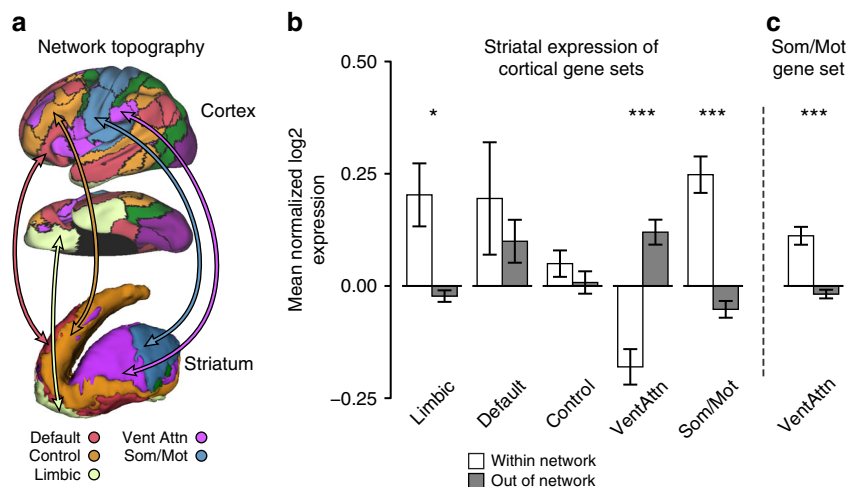 a
Network topography
Cortex
Striatum
Default
Control
Limbic
Vent Attn
Som/Mot
b
Striatal expression of
cortical gene sets
Mean normalized log2
expression
0.50
0.25
0.00
−0.25
*
***
***
Limbic
Default
Control
VentAttn
Som/Mot
Within network
Out of network
c
Som/Mot
gene set
***
VentAttn